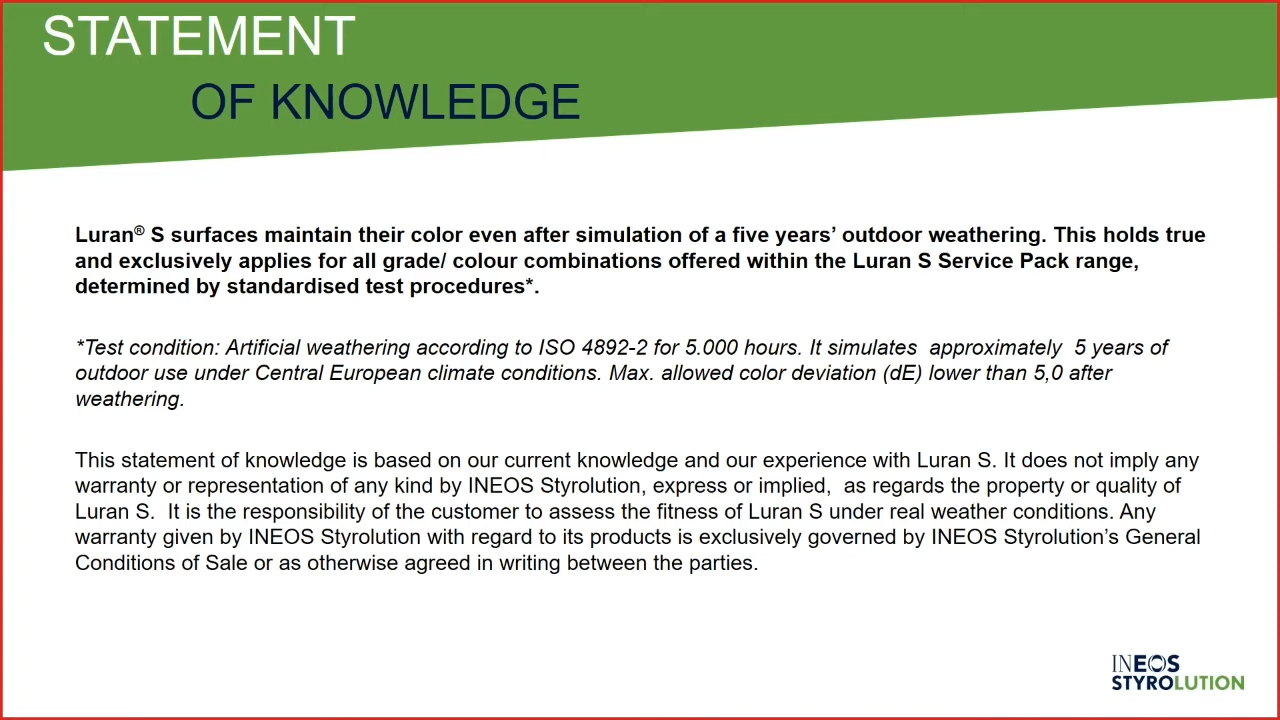 STATEMENT
OF KNOWLEDGE
Luran® S surfaces maintain their color even after simulation of a five years’ outdoor weathering. This holds true
and exclusively applies for all grade/ colour combinations offered within the Luran S Service Pack range,
determined by standardised test procedures*.
*Test condition: Artificial weathering according to ISO 4892-2 for 5.000 hours. It simulates  approximately  5 years of
outdoor use under Central European climate conditions. Max. allowed color deviation (dE) lower than 5,0 after
weathering.
This statement of knowledge is based on our current knowledge and our experience with Luran S. It does not imply any
warranty or representation of any kind by INEOS Styrolution, express or implied,  as regards the property or quality of
Luran S.  It is the responsibility of the customer to assess the fitness of Luran S under real weather conditions. Any
warranty given by INEOS Styrolution with regard to its products is exclusively governed by INEOS Styrolution’s General
Conditions of Sale or as otherwise agreed in writing between the parties.
INEOS
STYROLUTION